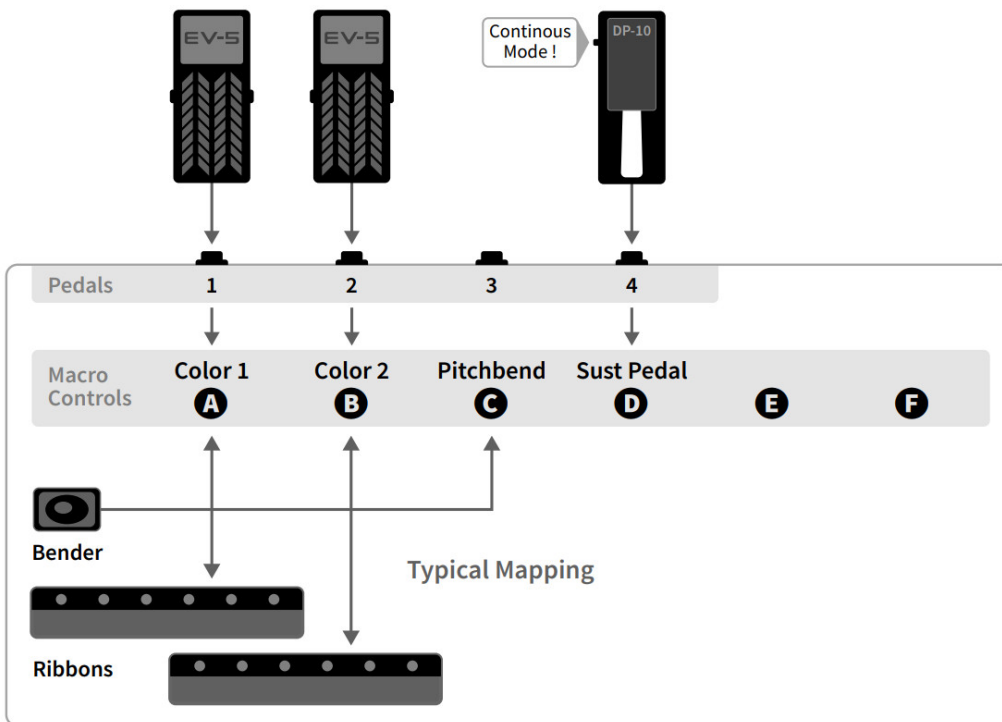 EV-5
EV-5
Continous
Mode !
DP-10
Pedals 1 2 3 4
Color 1 Color 2 Pitchbend Sust Pedal
Macro
Controls
A B C D E F
Bender
Typical Mapping
Ribbons